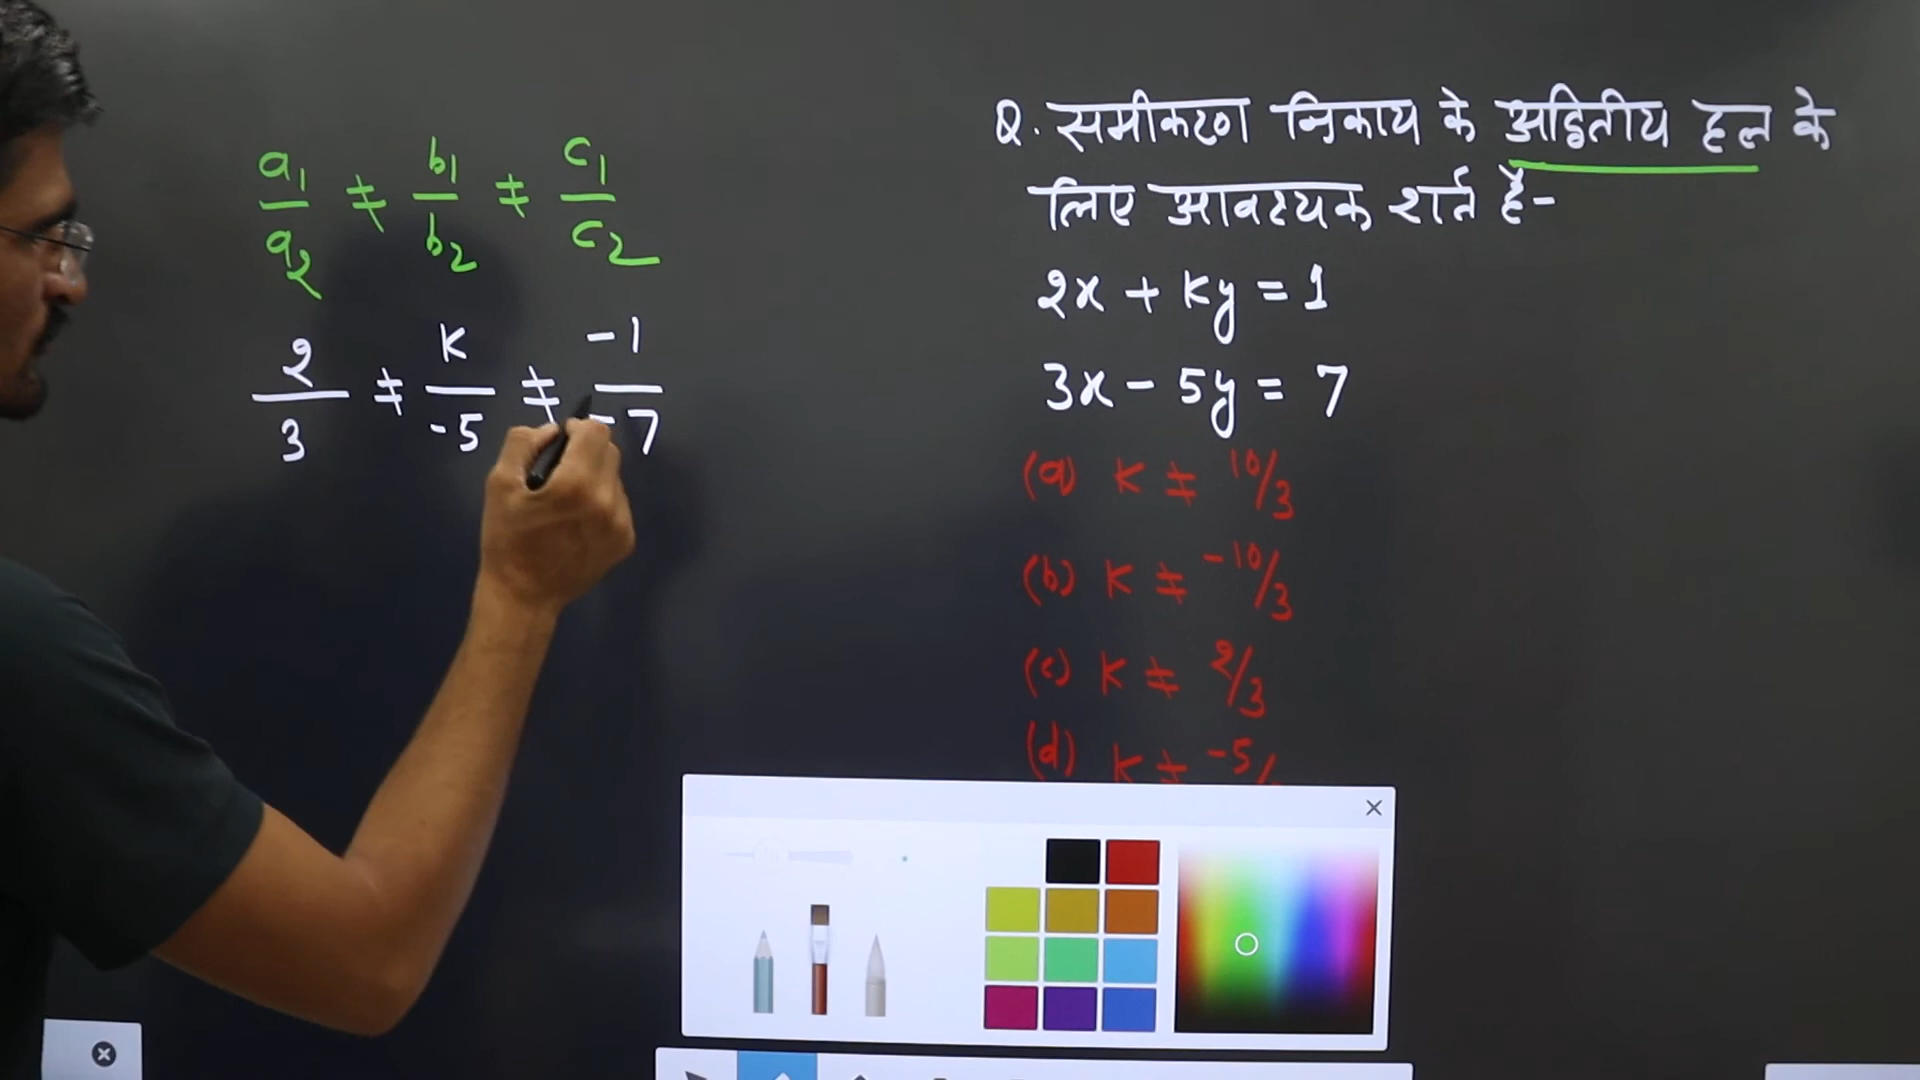 a₁/a₂ ≠ b₁/b₂ ≠ c₁/c₂
2/3 ≠ k/-5 ≠ -1/-7
Q. समीकरण निकाय के अद्वितीय हल के
लिए आवश्यक शर्त है-
2x + ky = 1
3x - 5y = 7
(a) k ≠ 10/3
(b) k ≠ -10/3
(c) k ≠ 2/3
(d) k ≠ -5/